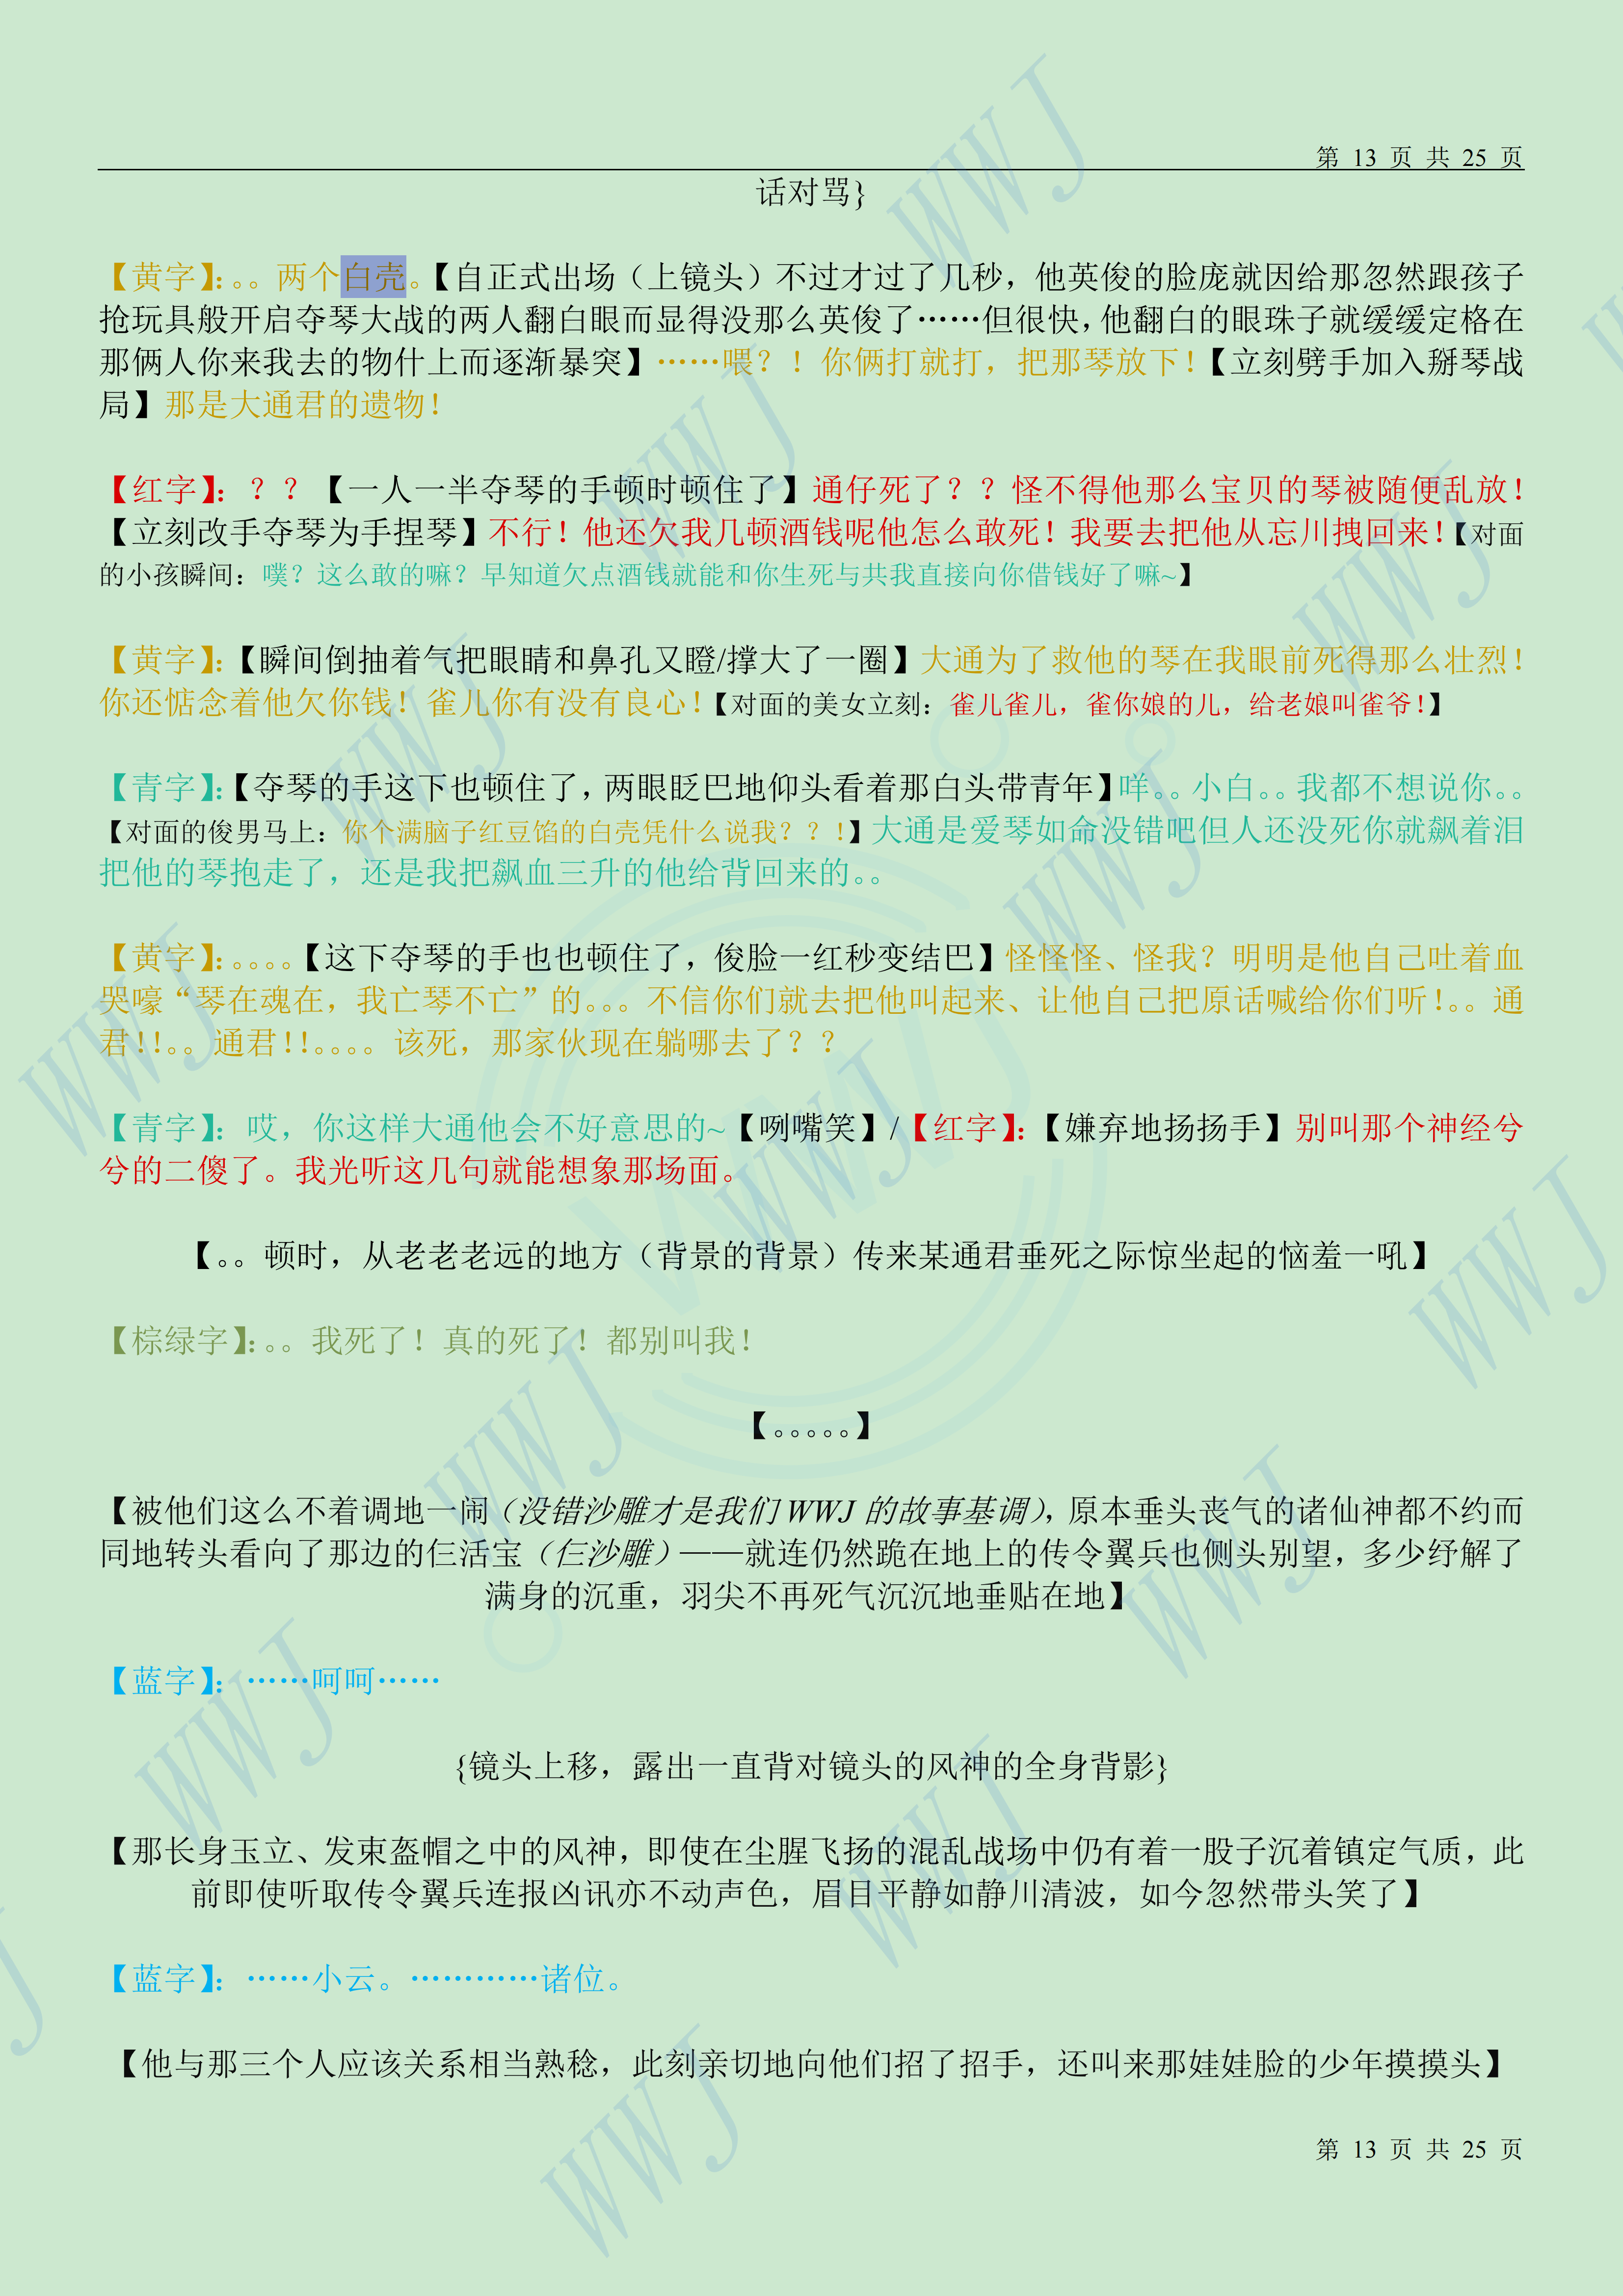 第 13 页 共 25 页
话对骂}
【黄字】：。。两个白壳。【自正式出场（上镜头）不过才过了几秒，他英俊的脸庞就因给那忽然跟孩子
抢玩具般开启夺琴大战的两人翻白眼而显得没那么英俊了……但很快，他翻白的眼珠子就缓缓定格在
那俩人你来我去的物什上而逐渐暴突】……喂？！你俩打就打，把那琴放下！【立刻劈手加入掰琴战
局】那是大通君的遗物！
【红字】：？？【一人一半夺琴的手顿时顿住了】通仔死了？？怪不得他那么宝贝的琴被随便乱放！
【立刻改手夺琴为手捏琴】不行！他还欠我几顿酒钱呢他怎么敢死！我要去把他从忘川拽回来！【对面
的小孩瞬间：噗？这么敢的嘛？早知道欠点酒钱就能和你生死与共我直接向你借钱好了嘛~】
【黄字】：【瞬间倒抽着气把眼睛和鼻孔又瞪/撑大了一圈】大通为了救他的琴在我眼前死得那么壮烈！
你还惦念着他欠你钱！雀儿你有没有良心！【对面的美女立刻：雀儿雀儿，雀你娘的儿，给老娘叫雀爷！】
【青字】：【夺琴的手这下也顿住了，两眼眨巴地仰头看着那白头带青年】咩。。小白。。我都不想说你。。
【对面的俊男马上：你个满脑子红豆馅的白壳凭什么说我？？！】大通是爱琴如命没错吧但人还没死你就飙着泪
把他的琴抱走了，还是我把飙血三升的他给背回来的。。
【黄字】：。。。。【这下夺琴的手也也顿住了，俊脸一红秒变结巴】怪怪怪、怪我？明明是他自己吐着血
哭嚎“琴在魂在，我亡琴不亡”的。。。不信你们就去把他叫起来、让他自己把原话喊给你们听！。。通
君！！。。通君！！。。。。该死，那家伙现在躺哪去了？？
【青字】：哎，你这样大通他会不好意思的~【咧嘴笑】/【红字】：【嫌弃地扬扬手】别叫那个神经兮
兮的二傻了。我光听这几句就能想象那场面。
【。。顿时，从老老老远的地方（背景的背景）传来某通君垂死之际惊坐起的恼羞一吼】
【棕绿字】：。。我死了！真的死了！都别叫我！
【。。。。。】
【被他们这么不着调地一闹（没错沙雕才是我们 WWJ 的故事基调），原本垂头丧气的诸仙神都不约而
同地转头看向了那边的仨活宝（仨沙雕）——就连仍然跪在地上的传令翼兵也侧头别望，多少纾解了
满身的沉重，羽尖不再死气沉沉地垂贴在地】
【蓝字】：……呵呵……
{镜头上移，露出一直背对镜头的风神的全身背影}
【那长身玉立、发束盔帽之中的风神，即使在尘腥飞扬的混乱战场中仍有着一股子沉着镇定气质，此
前即使听取传令翼兵连报凶讯亦不动声色，眉目平静如静川清波，如今忽然带头笑了】
【蓝字】：……小云。…………诸位。
【他与那三个人应该关系相当熟稔，此刻亲切地向他们招了招手，还叫来那娃娃脸的少年摸摸头】
第 13 页 共 25 页